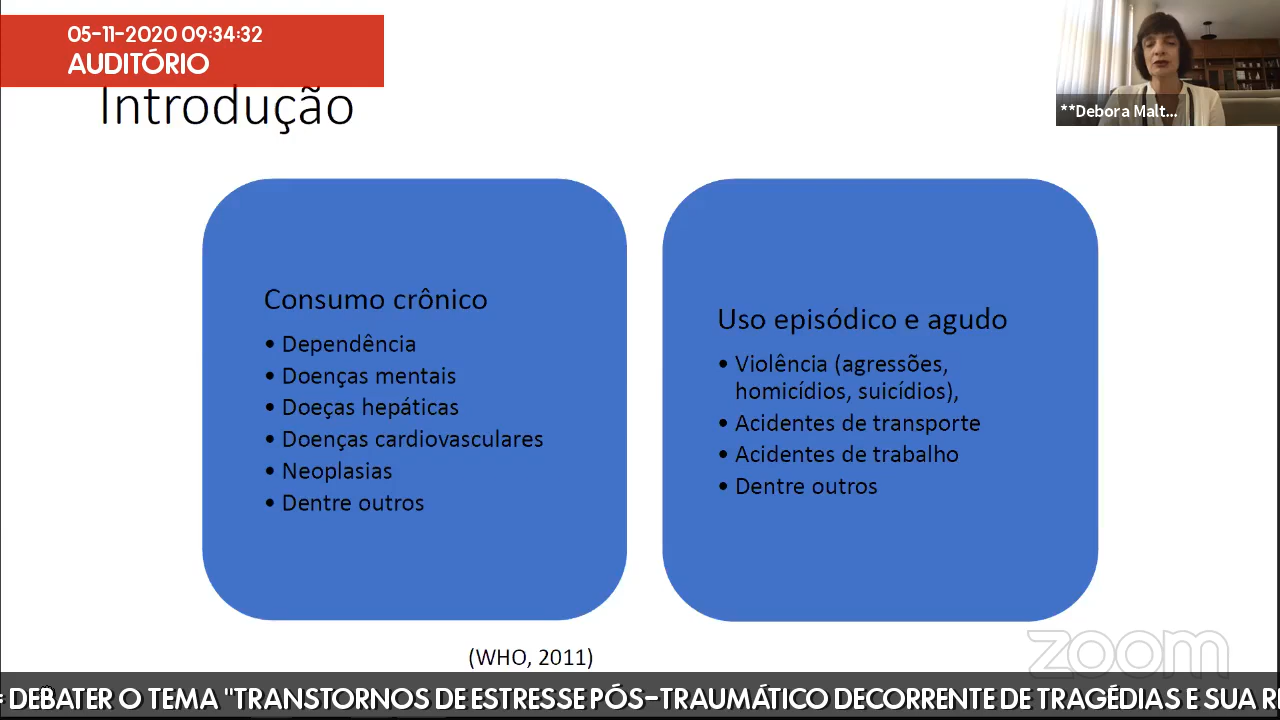 05-11-2020 09:34:32
AUDITÓRIO
Introdução
**Debora Malt...
Consumo crônico
• Dependência
• Doenças mentais
• Doeças hepáticas
• Doenças cardiovasculares
• Neoplasias
• Dentre outros
Uso episódico e agudo
• Violência (agressões,
homicídios, suicídios),
• Acidentes de transporte
• Acidentes de trabalho
• Dentre outros
(WHO, 2011)
zoom
DEBATER O TEMA "TRANSTORNOS DE ESTRESSE PÓS-TRAUMÁTICO DECORRENTE DE TRAGÉDIAS E SUA